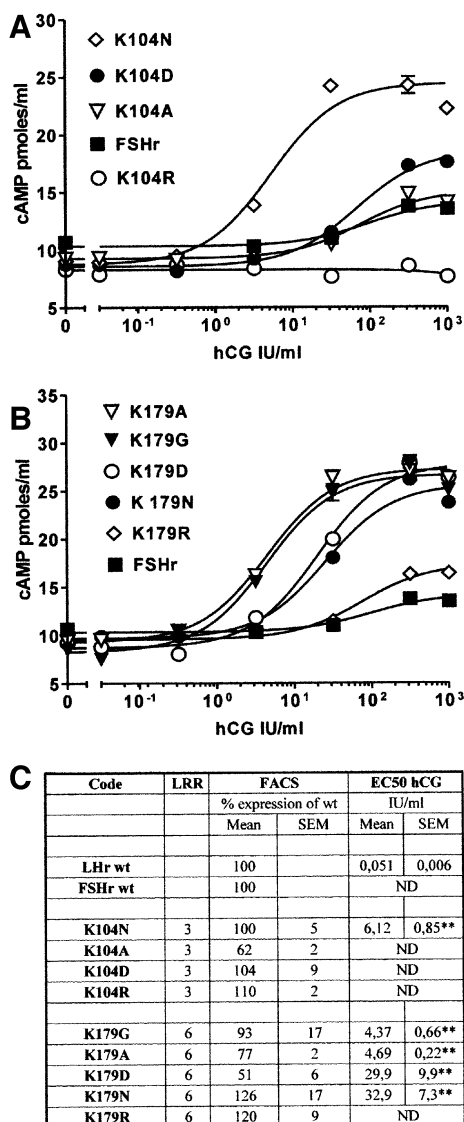 A
K104N
K104D
K104A
FSHr
K104R
cAMP pmoles/ml
30
25
20
15
10
5
0 10-1 100 101 102 103
hCG IU/ml
B
K179A
K179G
K179D
K 179N
K179R
FSHr
cAMP pmoles/ml
35
30
25
20
15
10
5
0 10-1 100 101 102 103
hCG IU/ml
C
Code LRR FACS EC50 hCG
% expression of wt IU/ml
Mean SEM Mean SEM
LHr wt 100 0,051 0,006
FSHr wt 100 ND
K104N 3 100 5 6,12 0,85**
K104A 3 62 2 ND
K104D 3 104 9 ND
K104R 3 110 2 ND
K179G 6 93 17 4,37 0,66**
K179A 6 77 2 4,69 0,22**
K179D 6 51 6 29,9 9,9**
K179N 6 126 17 32,9 7,3**
K179R 6 120 9 ND